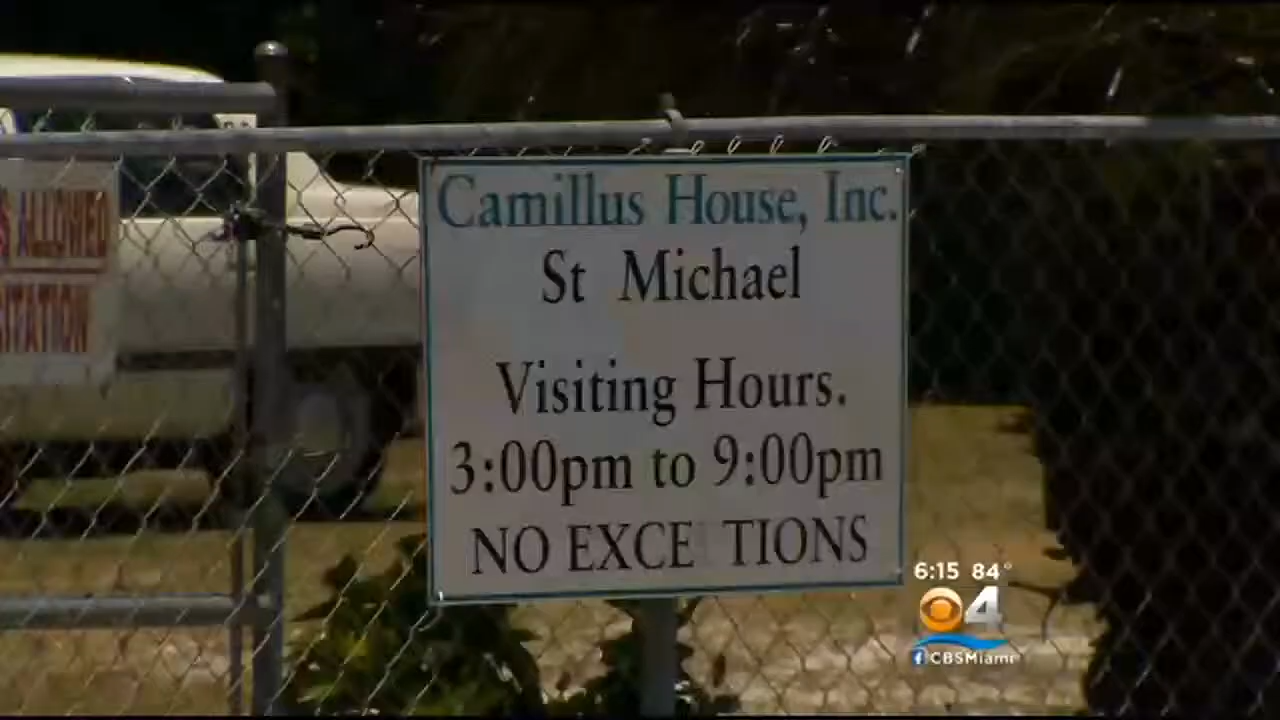 Camillus House, Inc.
St Michael
Visiting Hours.
3:00pm to 9:00pm
NO EXCE TIONS
ALLOWED
6:15 84°
4
CBSMiami